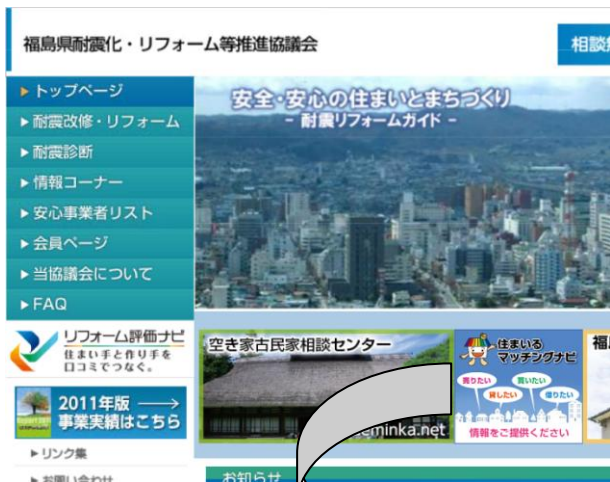 福島県耐震化・リフォーム等推進協議会
トップページ
耐震改修・リフォーム
耐震診断
情報コーナー
安心事業者リスト
会員ページ
当協議会について
FAQ
リフォーム評価ナビ
住まい手と作り手を
口コミでつなぐ。
2011年版
事業実績はこちら
リンク集
お問い合わせ
相談
安全・安心の住まいとまちづくり
- 耐震リフォームガイド -
空き家古民家相談センター
minka.net
住まいる
マッチングナビ
売りたい
買いたい
貸したい
借りたい
情報をご提供ください
お知らせ